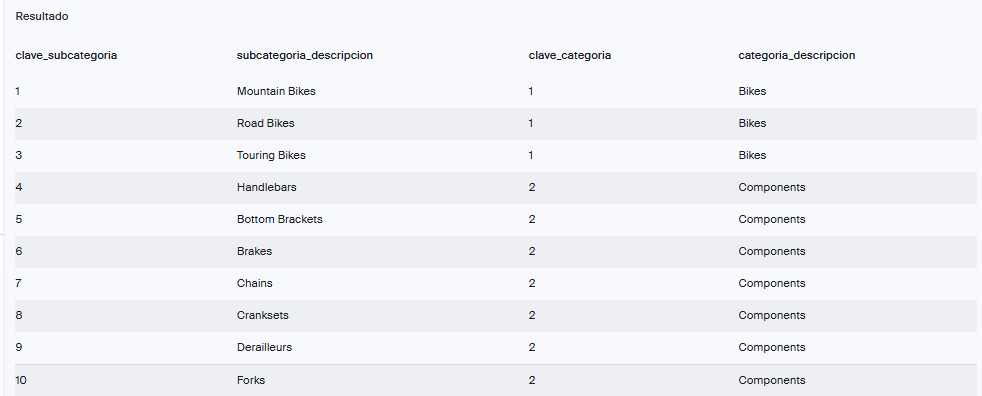 Resultado
clave_subcategoria subcategoria_descripcion clave_categoria categoria_descripcion
1 Mountain Bikes 1 Bikes
2 Road Bikes 1 Bikes
3 Touring Bikes 1 Bikes
4 Handlebars 2 Components
5 Bottom Brackets 2 Components
6 Brakes 2 Components
7 Chains 2 Components
8 Cranksets 2 Components
9 Derailleurs 2 Components
10 Forks 2 Components